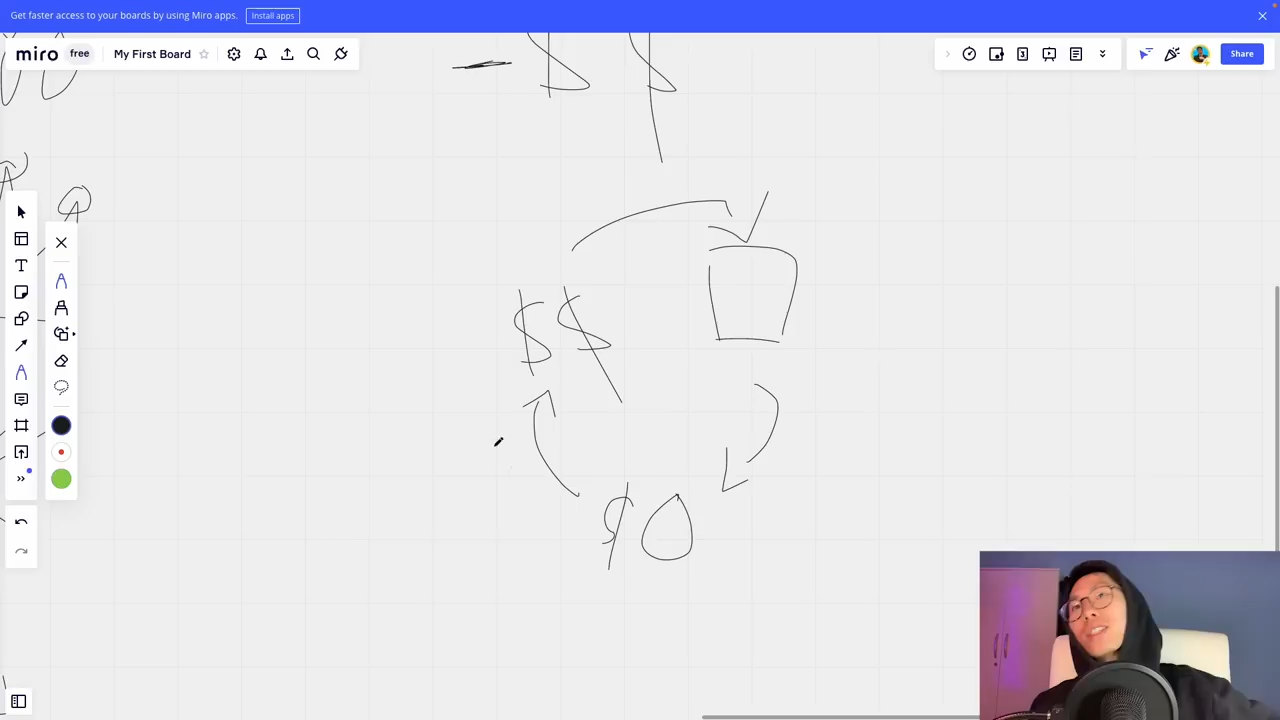 Get faster access to your boards by using Miro apps. Install apps
miro free My First Board
Share
3
- $ $
$ $
$0